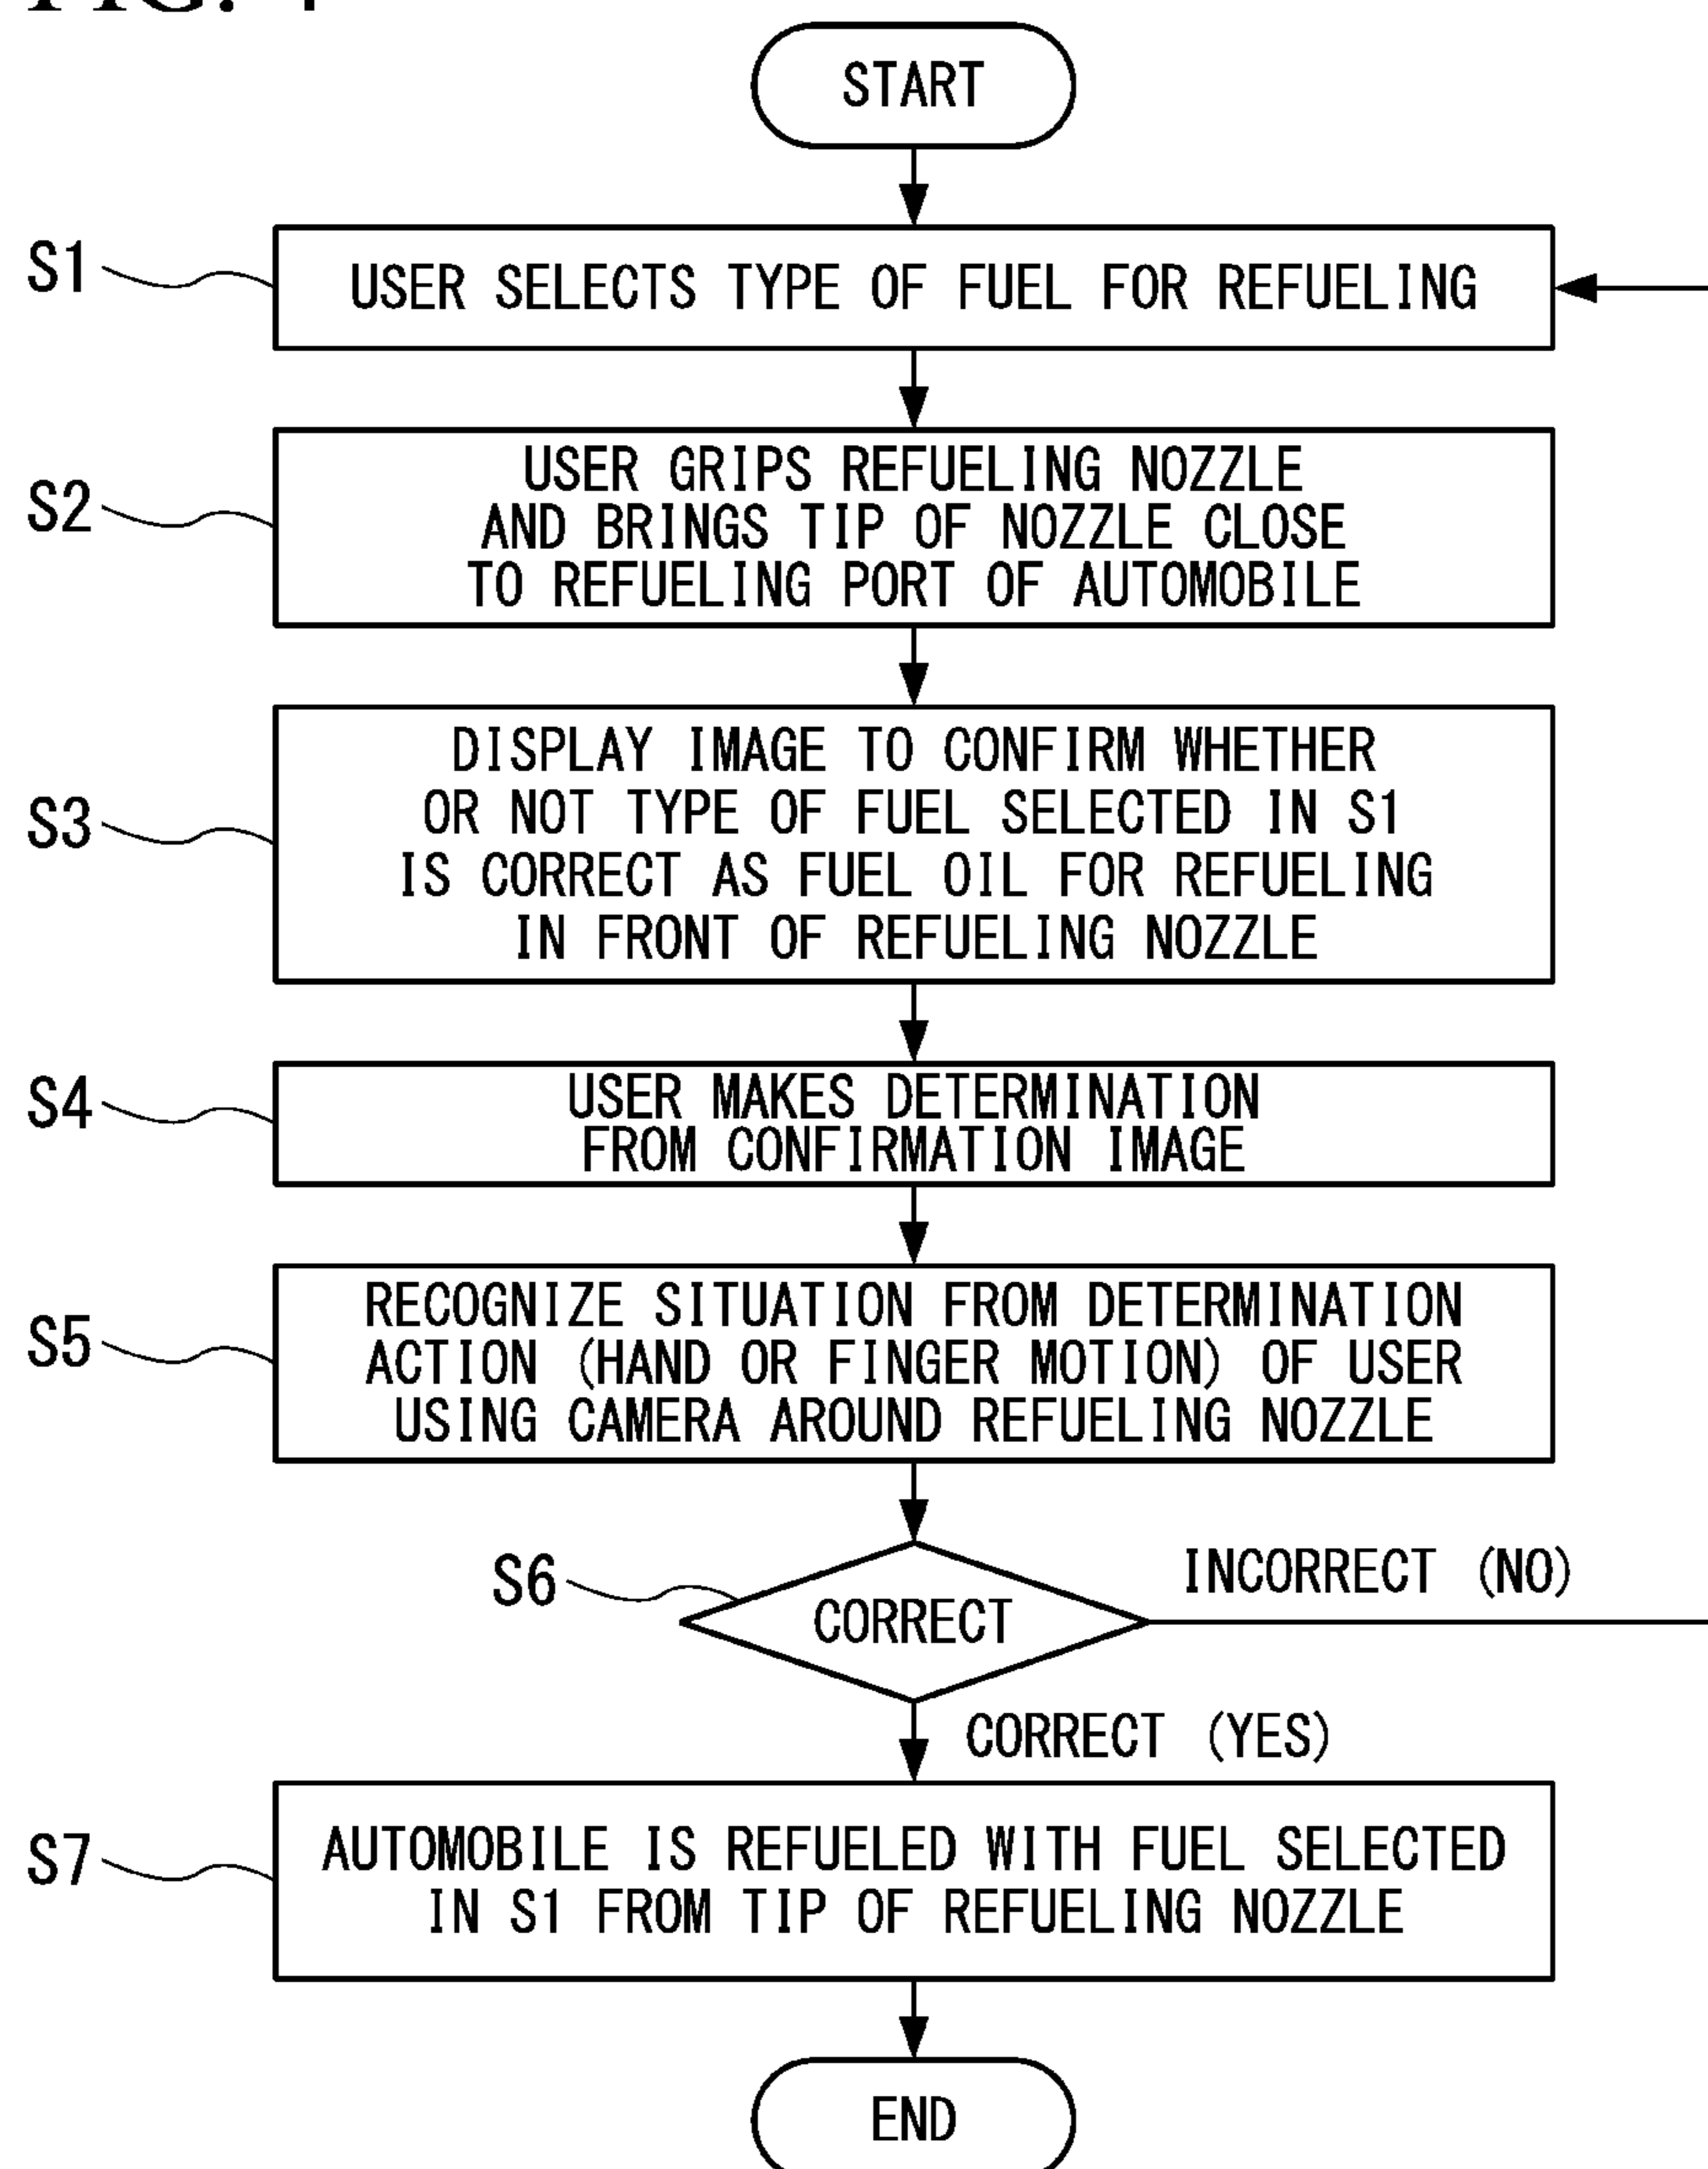 FIG. 4
START
S1
USER SELECTS TYPE OF FUEL FOR REFUELING
S2
USER GRIPS REFUELING NOZZLE
AND BRINGS TIP OF NOZZLE CLOSE
TO REFUELING PORT OF AUTOMOBILE
S3
DISPLAY IMAGE TO CONFIRM WHETHER
OR NOT TYPE OF FUEL SELECTED IN S1
IS CORRECT AS FUEL OIL FOR REFUELING
IN FRONT OF REFUELING NOZZLE
S4
USER MAKES DETERMINATION
FROM CONFIRMATION IMAGE
S5
RECOGNIZE SITUATION FROM DETERMINATION
ACTION (HAND OR FINGER MOTION) OF USER
USING CAMERA AROUND REFUELING NOZZLE
S6
CORRECT
INCORRECT (NO)
CORRECT (YES)
S7
AUTOMOBILE IS REFUELED WITH FUEL SELECTED
IN S1 FROM TIP OF REFUELING NOZZLE
END